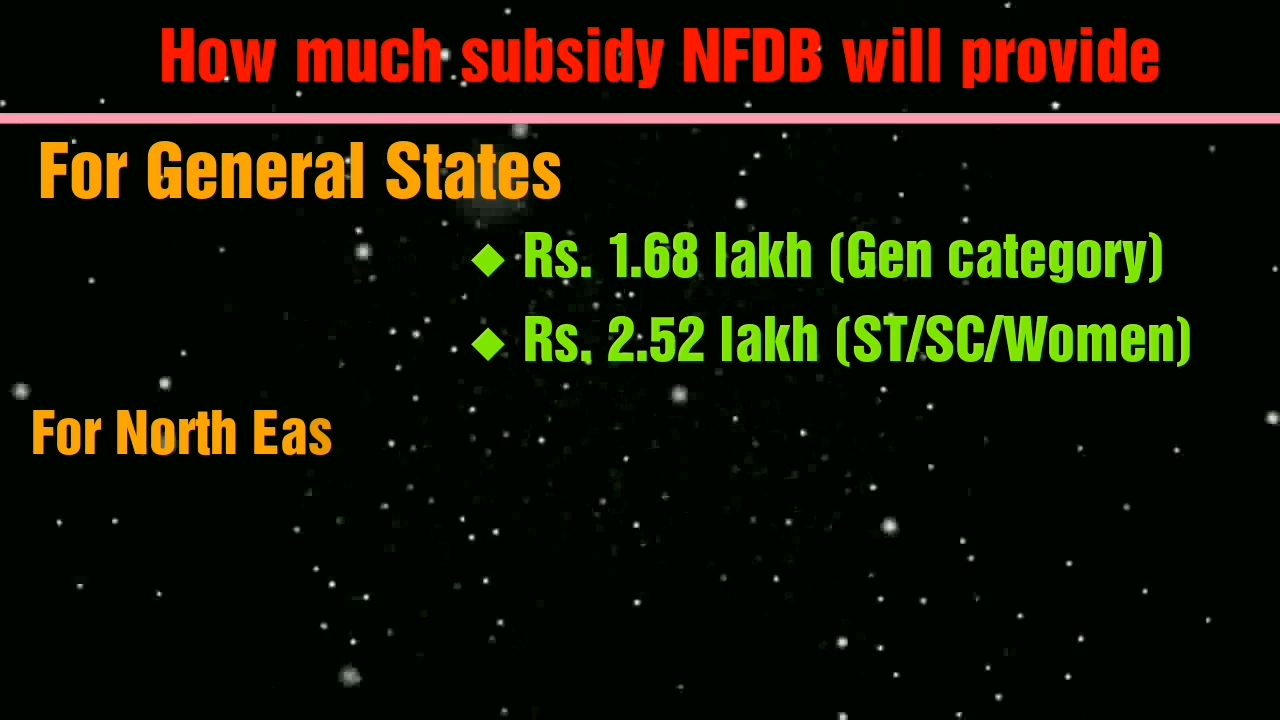 How much subsidy NFDB will provide
For General States
◆ Rs. 1.68 lakh (Gen category)
◆ Rs, 2.52 lakh (ST/SC/Women)
For North Eas